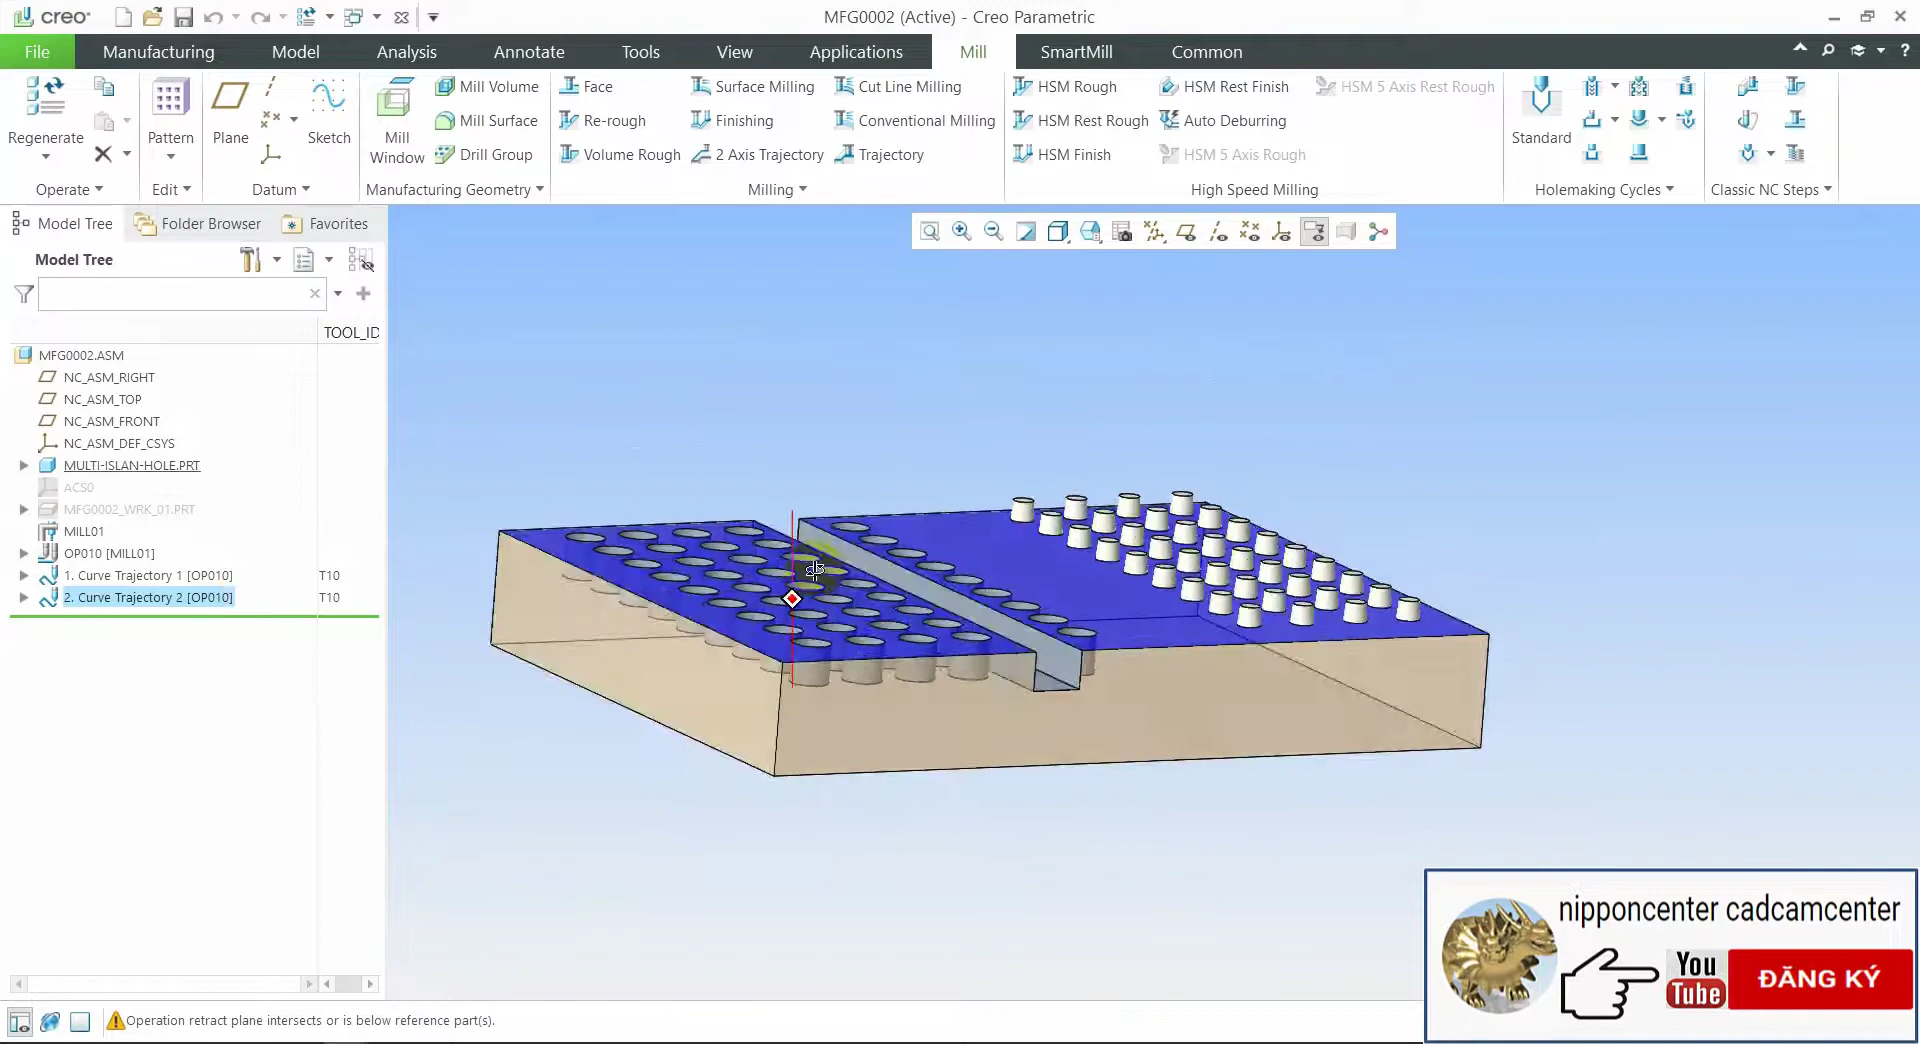 creo
MFG0002 (Active) - Creo Parametric
File
Manufacturing
Model
Analysis
Annotate
Tools
View
Applications
Mill
SmartMill
Common
?
Regenerate
Operate
Pattern
Edit
Plane
Sketch
Datum
Mill Window
Mill Volume
Mill Surface
Drill Group
Manufacturing Geometry
Face
Re-rough
Volume Rough
Surface Milling
Finishing
2 Axis Trajectory
Cut Line Milling
Conventional Milling
Trajectory
Milling
HSM Rough
HSM Rest Rough
HSM Finish
HSM Rest Finish
Auto Deburring
HSM 5 Axis Rough
HSM 5 Axis Rest Rough
High Speed Milling
Standard
Holemaking Cycles
Classic NC Steps
Model Tree
Folder Browser
Favorites
Model Tree
TOOL_ID
MFG0002.ASM
NC_ASM_RIGHT
NC_ASM_TOP
NC_ASM_FRONT
NC_ASM_DEF_CSYS
MULTI-ISLAN-HOLE.PRT
ACS0
MFG0002_WRK_01.PRT
MILL01
OP010 [MILL01]
1. Curve Trajectory 1 [OP010] T10
2. Curve Trajectory 2 [OP010] T10
nipponcenter cadcamcenter
You
Tube
ĐĂNG KÝ
Operation retract plane intersects or is below reference part(s).